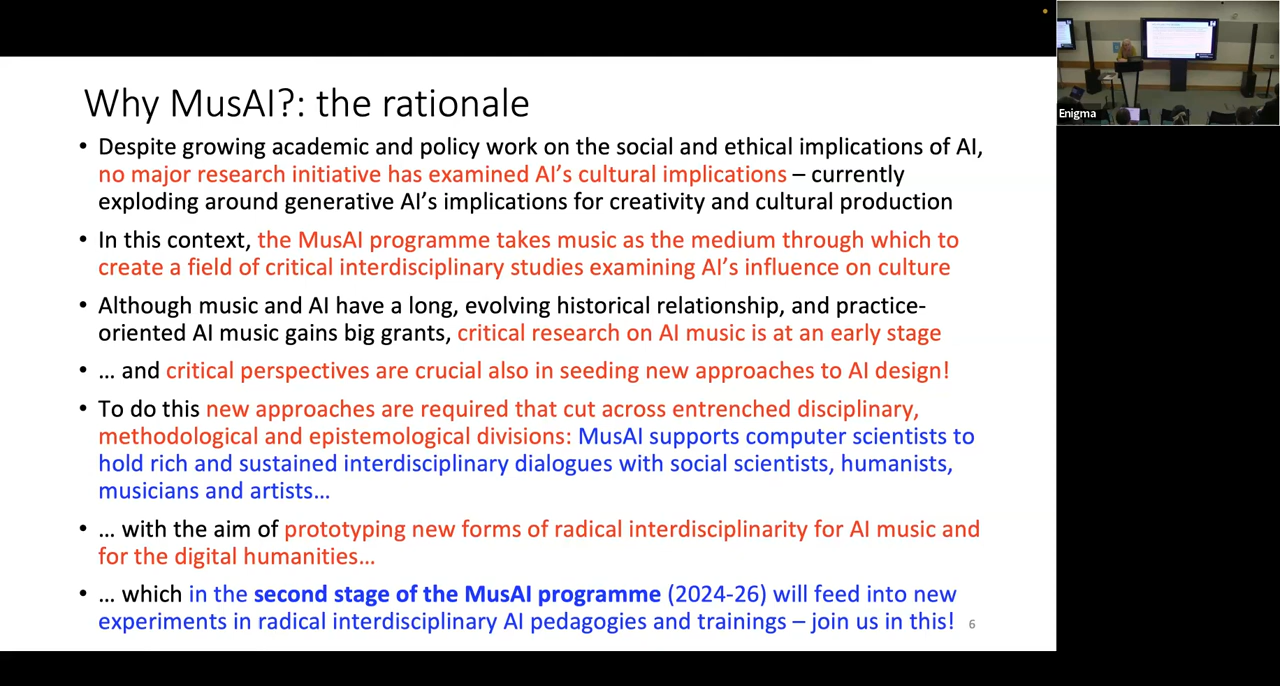 Why MusAI?: the rationale
• Despite growing academic and policy work on the social and ethical implications of AI,
no major research initiative has examined AI's cultural implications – currently
exploding around generative AI's implications for creativity and cultural production
• In this context, the MusAI programme takes music as the medium through which to
create a field of critical interdisciplinary studies examining AI's influence on culture
• Although music and AI have a long, evolving historical relationship, and practice-
oriented AI music gains big grants, critical research on AI music is at an early stage
• … and critical perspectives are crucial also in seeding new approaches to AI design!
• To do this new approaches are required that cut across entrenched disciplinary,
methodological and epistemological divisions: MusAI supports computer scientists to
hold rich and sustained interdisciplinary dialogues with social scientists, humanists,
musicians and artists…
• … with the aim of prototyping new forms of radical interdisciplinarity for AI music and
for the digital humanities…
• … which in the second stage of the MusAI programme (2024-26) will feed into new
experiments in radical interdisciplinary AI pedagogies and trainings – join us in this!
6
Enigma